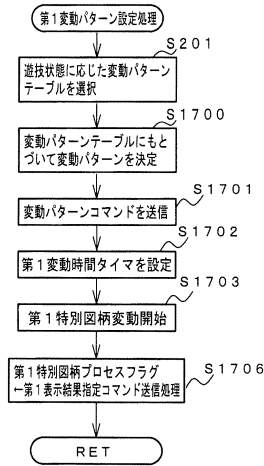 第1変動パターン設定処理
S201
遊技状態に応じた変動パターン
テーブルを選択
S1700
変動パターンテーブルにもと
づいて変動パターンを決定
S1701
変動パターンコマンドを送信
S1702
第1変動時間タイマを設定
S1703
第1特別図柄変動開始
S1706
第1特別図柄プロセスフラグ
←第1表示結果指定コマンド送信処理
RET